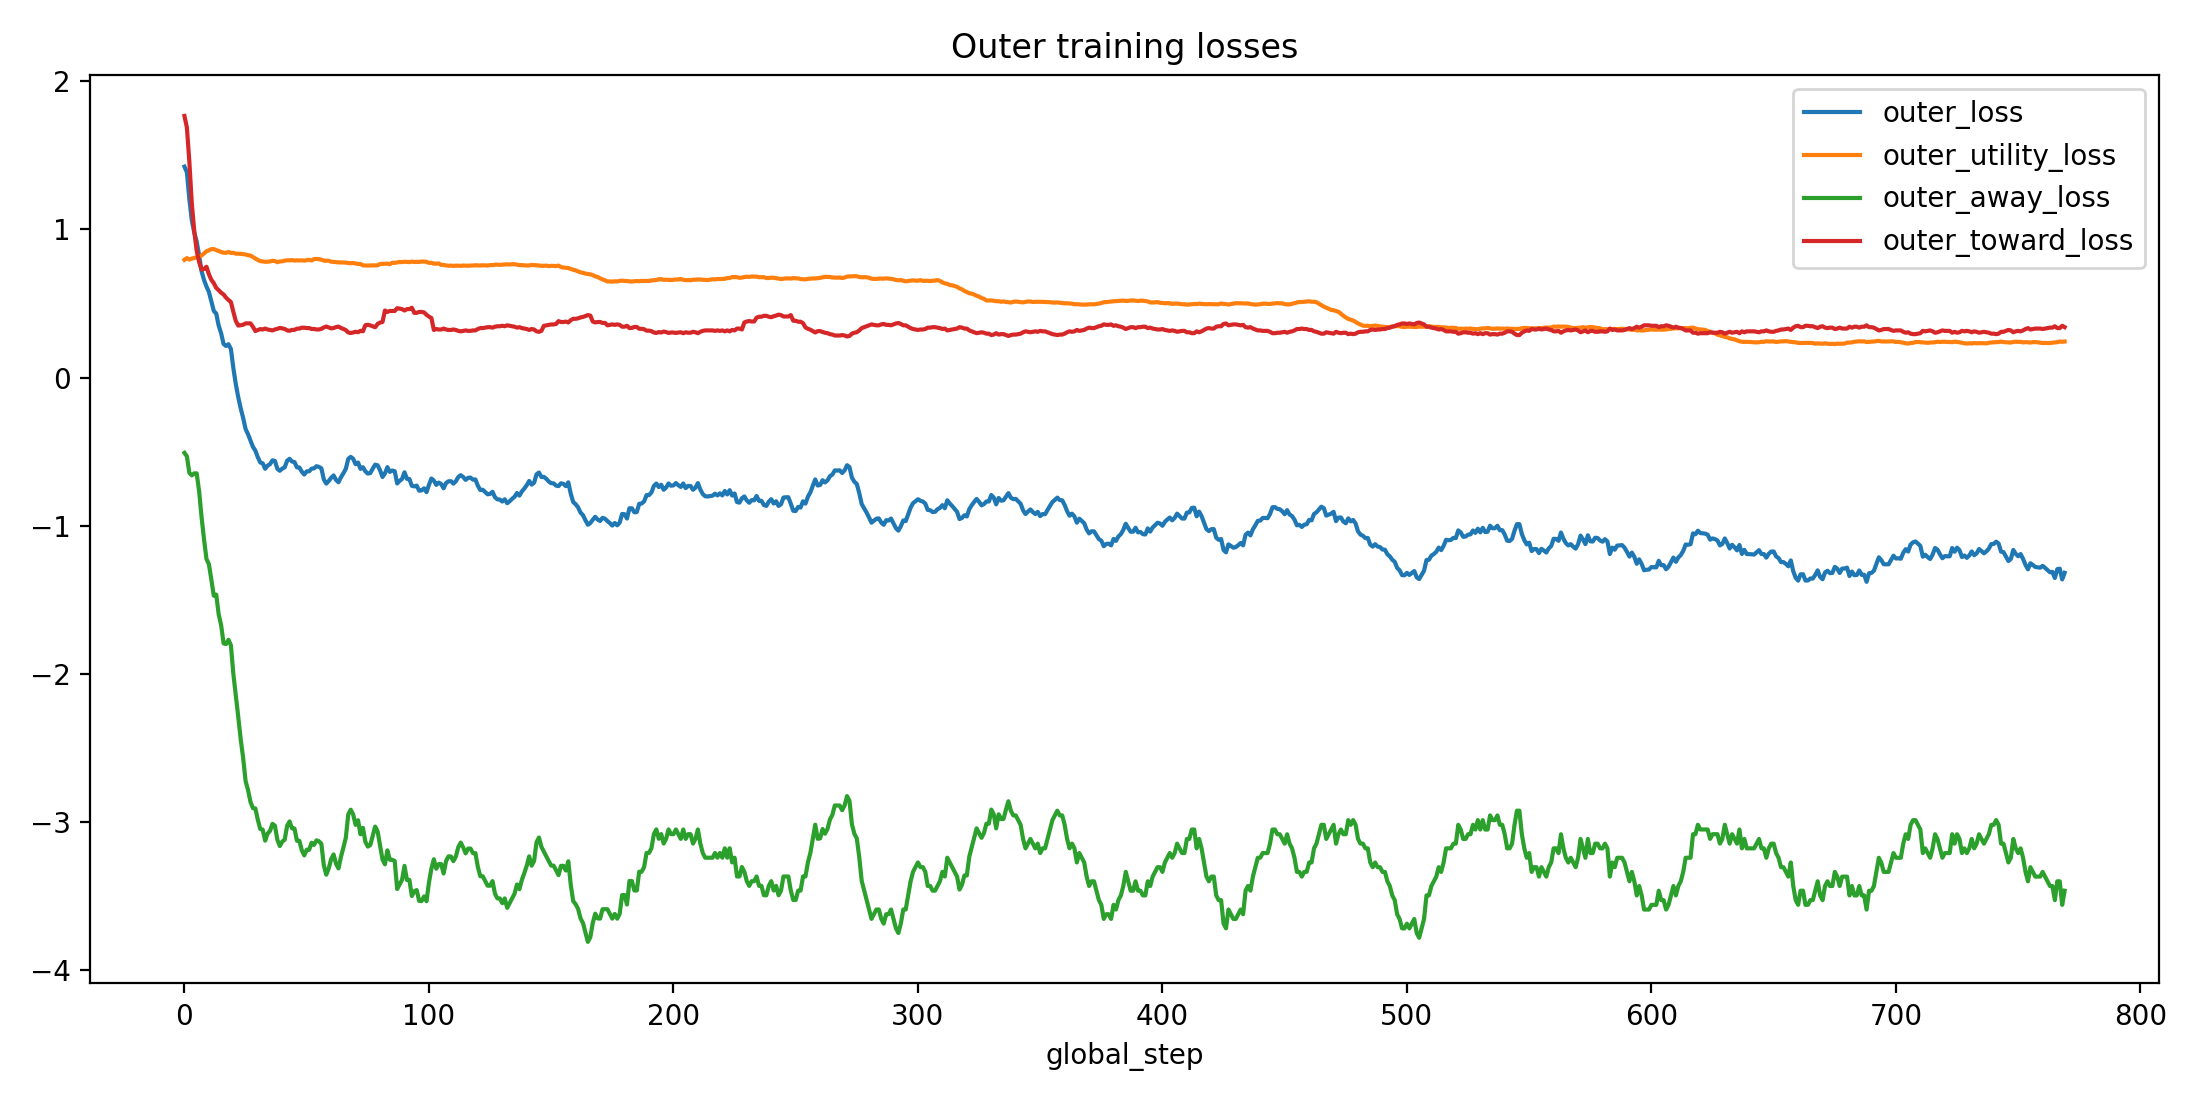 Outer training losses
outer_loss
outer_utility_loss
outer_away_loss
outer_toward_loss
2
1
0
−1
−2
−3
−4
0 100 200 300 400 500 600 700 800
global_step